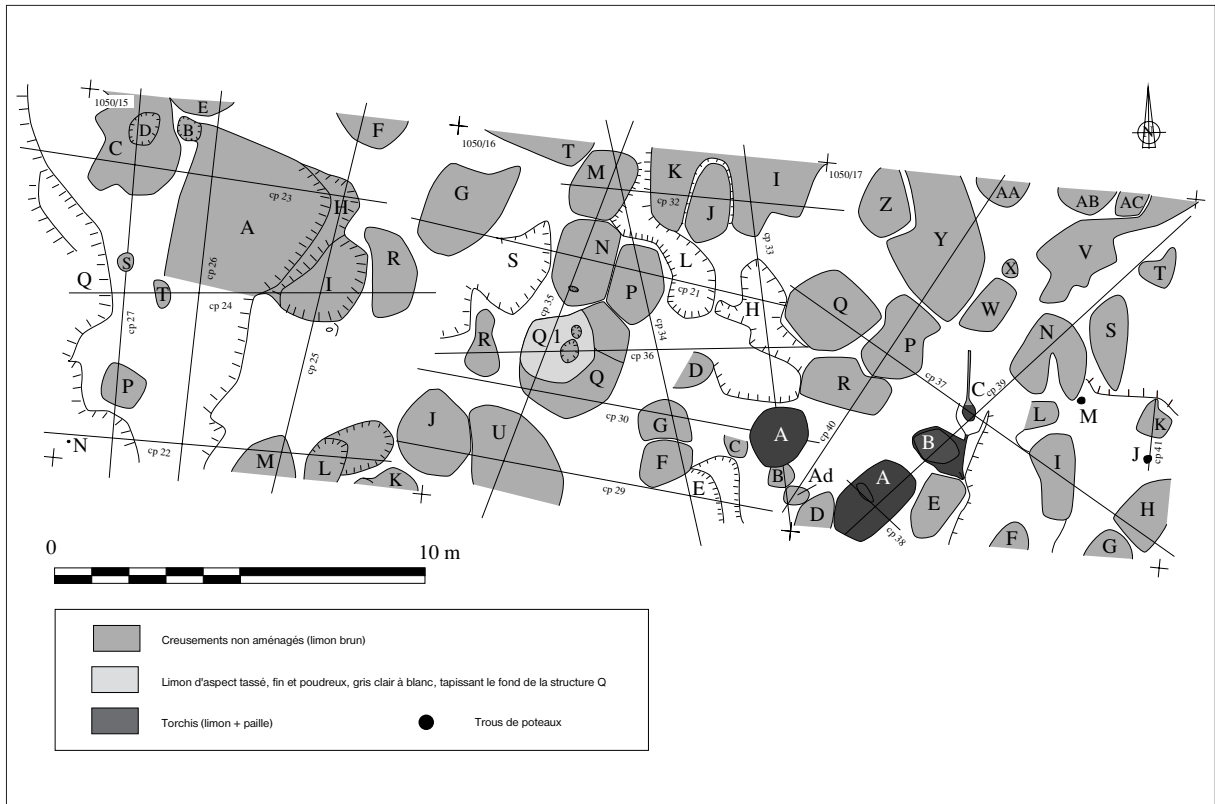 1050/15
1050/16
1050/17
N
E
D
B
C
F
T
M
K
I
J
Z
AA
AB
AC
G
A
H
cp 23
cp 32
R
S
N
L
cp 33
Y
V
X
T
Q
S
T
I
cp 26
cp 24
cp 27
cp 25
P
cp 21
H
Q
W
cp 35
cp 34
Q 1
R
cp 36
Q
D
R
P
N
S
cp 37
cp 39
P
C
L
M
K
J
cp 41
N
cp 22
M
L
K
J
U
cp 30
cp 29
G
F
C
E
A
B
Ad
D
cp 40
A
B
E
cp 38
I
F
G
H
0
10 m
Creusements non aménagés (limon brun)
Limon d'aspect tassé, fin et poudreux, gris clair à blanc, tapissant le fond de la structure Q
Torchis (limon + paille)
Trous de poteaux